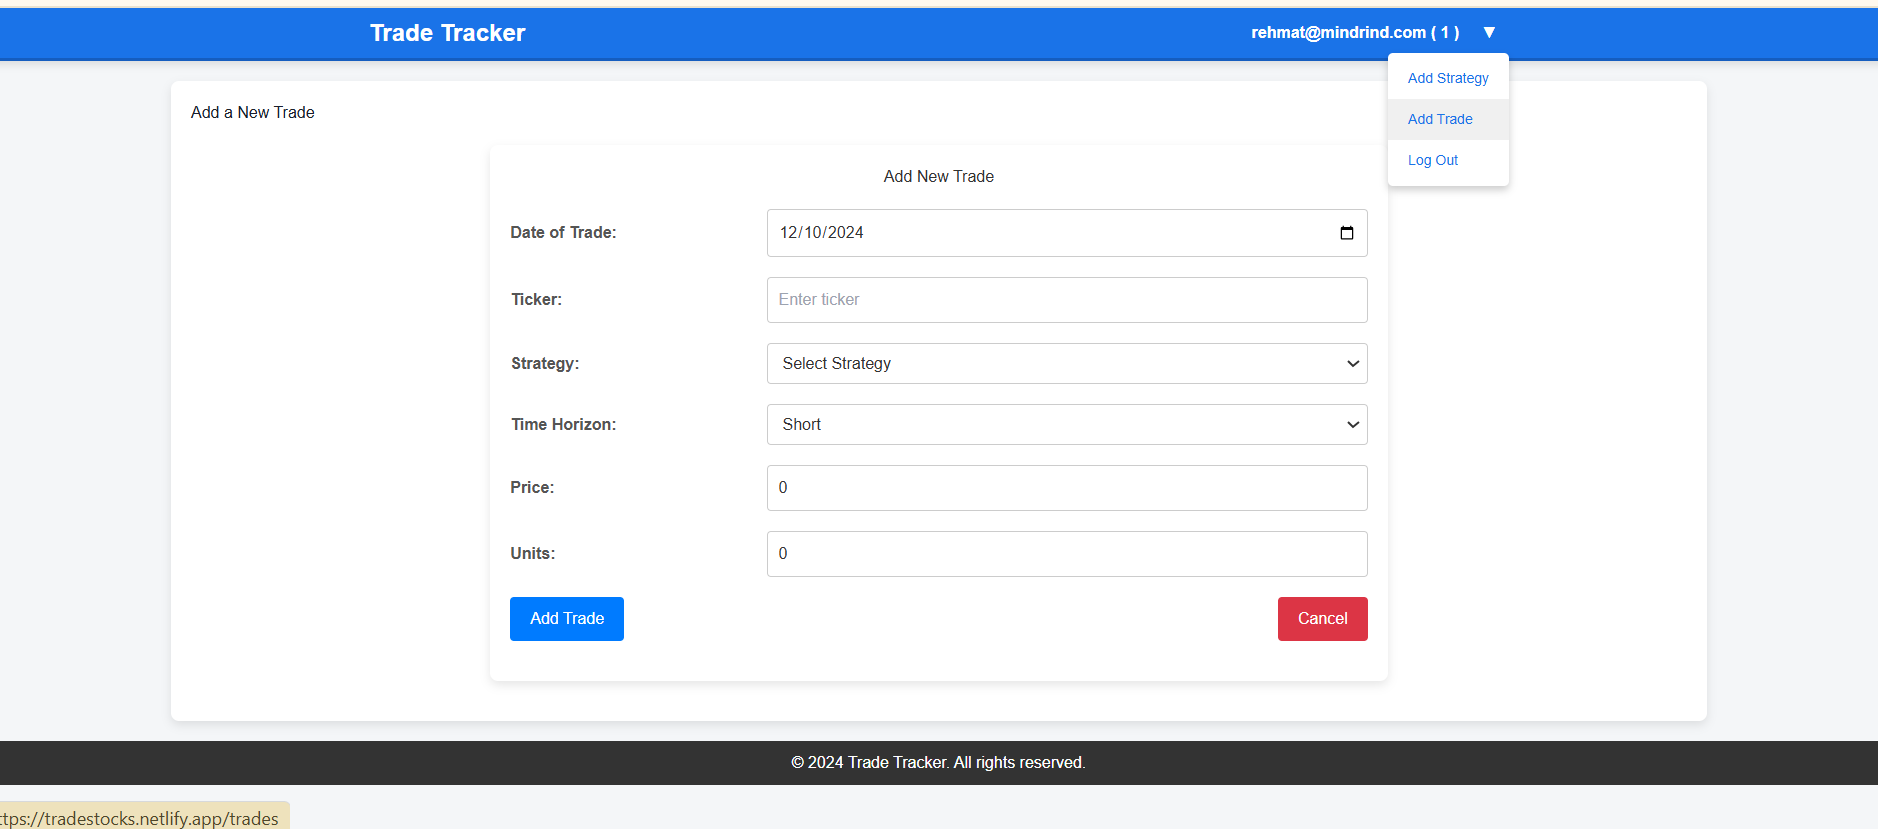 Trade Tracker
rehmat@mindrind.com ( 1 ) ▼
Add Strategy
Add Trade
Log Out
Add a New Trade
Add New Trade
Date of Trade:
12/10/2024
Ticker:
Enter ticker
Strategy:
Select Strategy
Time Horizon:
Short
Price:
0
Units:
0
Add Trade
Cancel
© 2024 Trade Tracker. All rights reserved.
ttps://tradestocks.netlify.app/trades